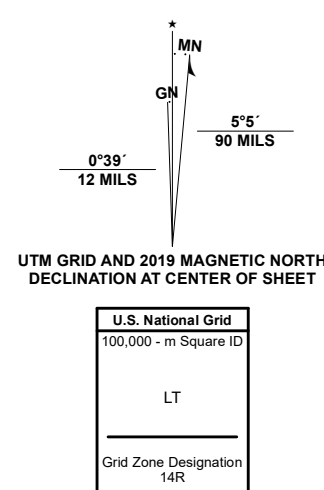 ★
MN
GN
5°5´
90 MILS
0°39´
12 MILS
UTM GRID AND 2019 MAGNETIC NORTH
DECLINATION AT CENTER OF SHEET
U.S. National Grid
100,000 - m Square ID
LT
Grid Zone Designation
14R